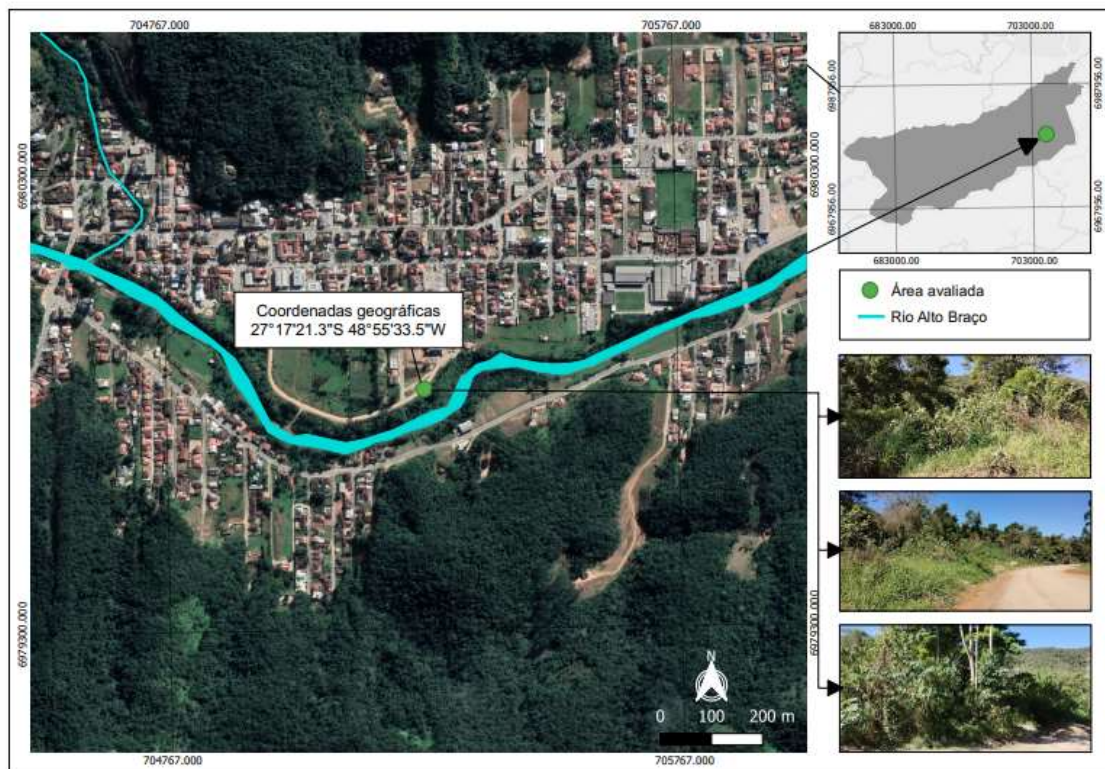 704767.000
705767.000
683000.00
703000.00
6980300.000
6980300.000
6987956.00
6987956.00
6967956.00
6967956.00
683000.00
703000.00
Coordenadas geográficas
27°17'21.3"S 48°55'33.5"W
Área avaliada
Rio Alto Braço
6979300.000
6979300.000
N
0 100 200 m
704767.000
705767.000